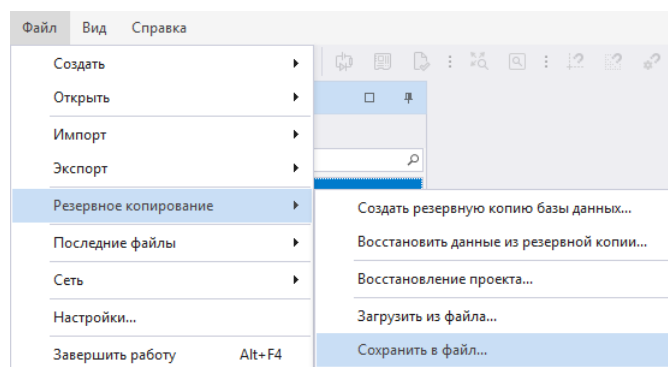 Файл Вид Справка
Создать
Открыть
Импорт
Экспорт
Резервное копирование
Создать резервную копию базы данных...
Последние файлы
Восстановить данные из резервной копии...
Сеть
Восстановление проекта...
Настройки...
Загрузить из файла...
Завершить работу Alt+F4
Сохранить в файл...